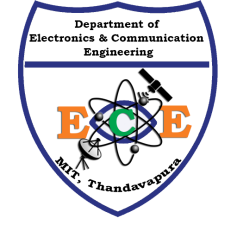 Department of
Electronics & Communication
Engineering
ECE
MIT, Thandavapura